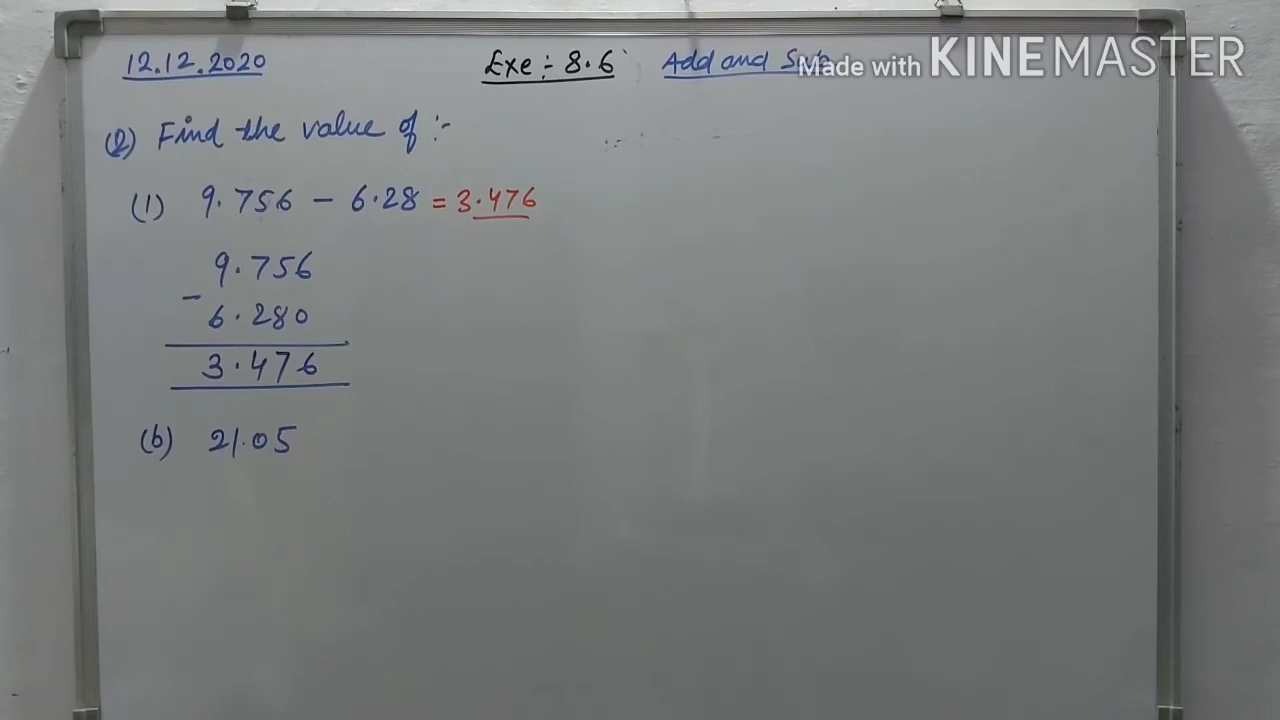 12.12.2020 Exe ÷ 8.6 Add and Sub
Made with KINEMASTER
(2) Find the value of :-
(1) 9.756 - 6.28 = 3.476
9.756
- 6.280
3.476
(b) 21.05